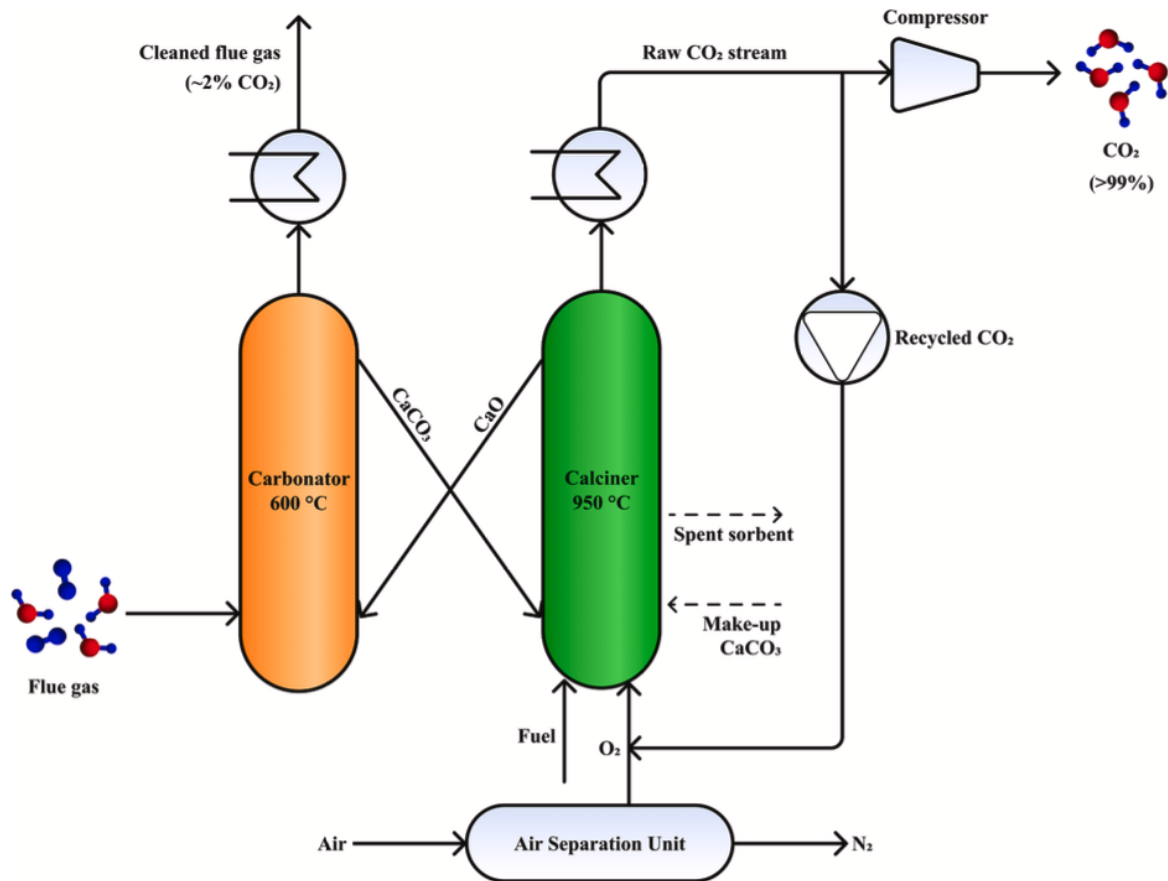 Compressor
Cleaned flue gas
(~2% CO₂)
Raw CO₂ stream
CO₂
(>99%)
Recycled CO₂
CaCO₃
CaO
Carbonator
600 °C
Calciner
950 °C
Spent sorbent
Make-up
CaCO₃
Flue gas
Fuel
O₂
Air
Air Separation Unit
N₂